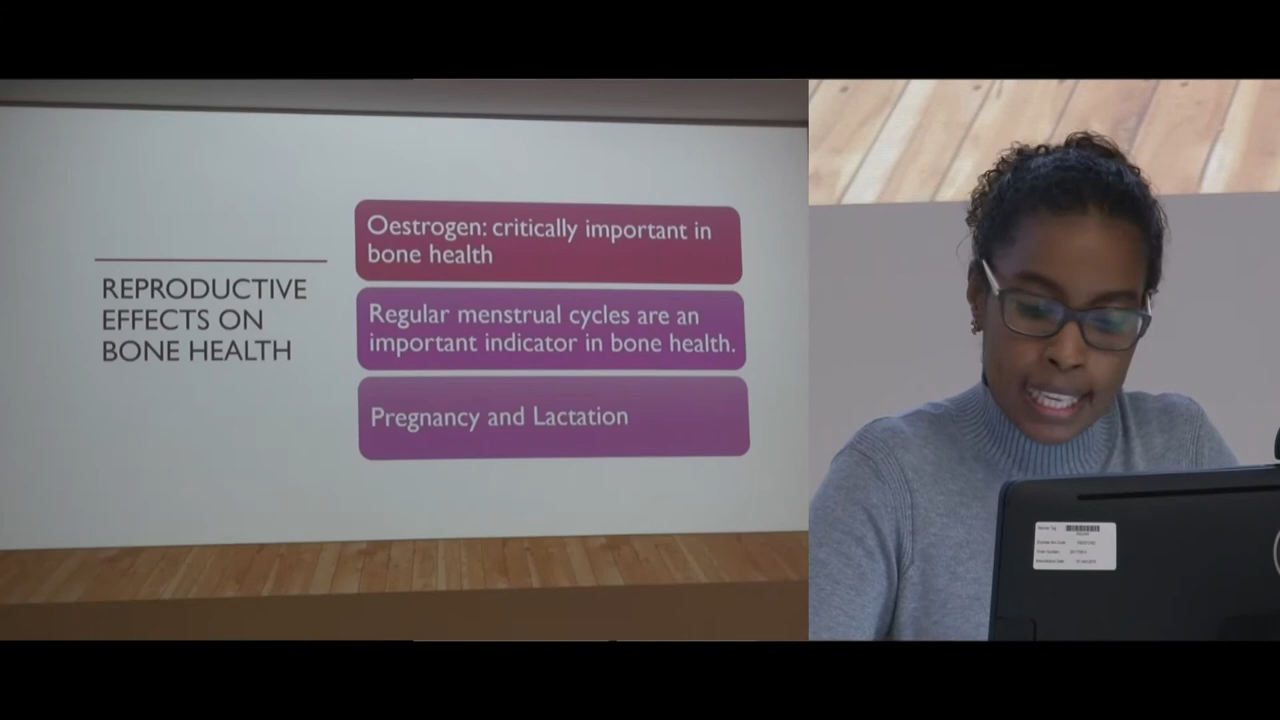 REPRODUCTIVE
EFFECTS ON
BONE HEALTH
Oestrogen: critically important in
bone health
Regular menstrual cycles are an
important indicator in bone health.
Pregnancy and Lactation